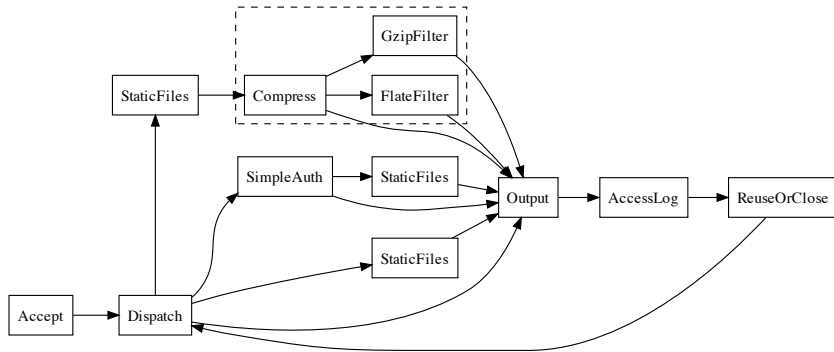 GzipFilter
StaticFiles
Compress
FlateFilter
SimpleAuth
StaticFiles
Output
AccessLog
ReuseOrClose
StaticFiles
Accept
Dispatch